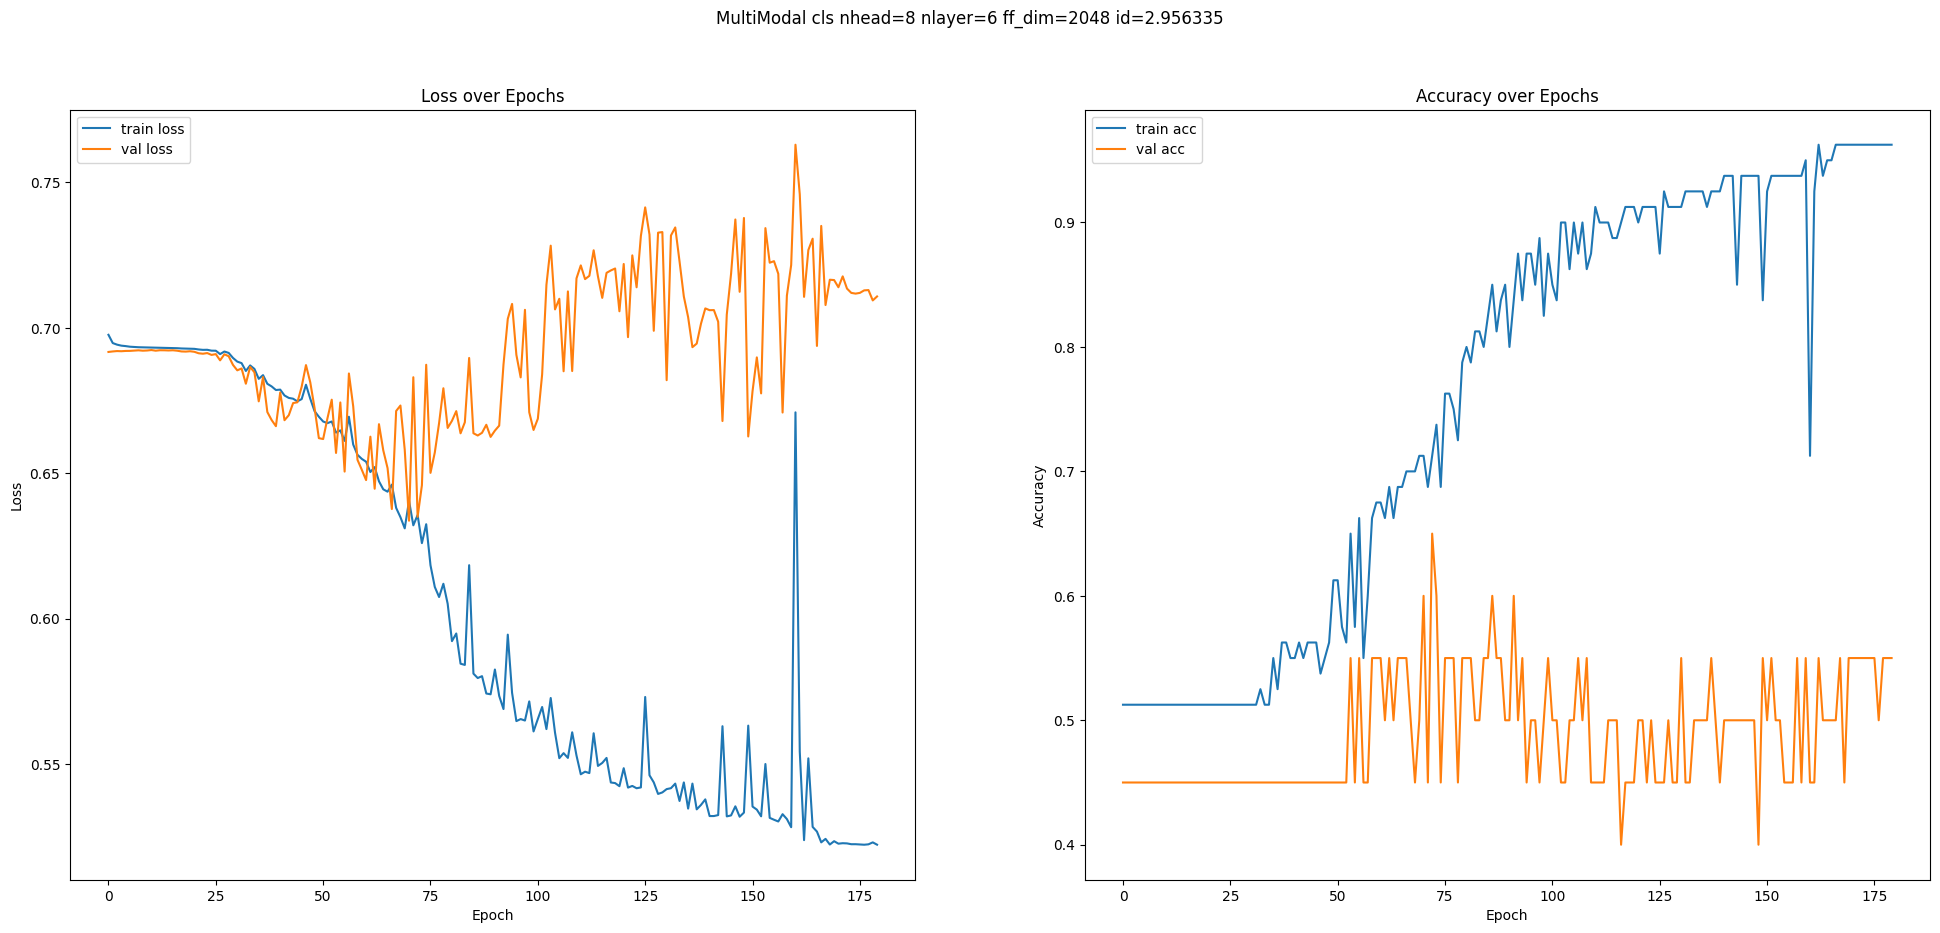 MultiModal cls nhead=8 nlayer=6 ff_dim=2048 id=2.956335
Loss over Epochs
train loss
val loss
0.75
0.70
0.65
0.60
0.55
Loss
0 25 50 75 100 125 150 175
Epoch
Accuracy over Epochs
train acc
val acc
0.9
0.8
0.7
0.6
0.5
0.4
Accuracy
0 25 50 75 100 125 150 175
Epoch